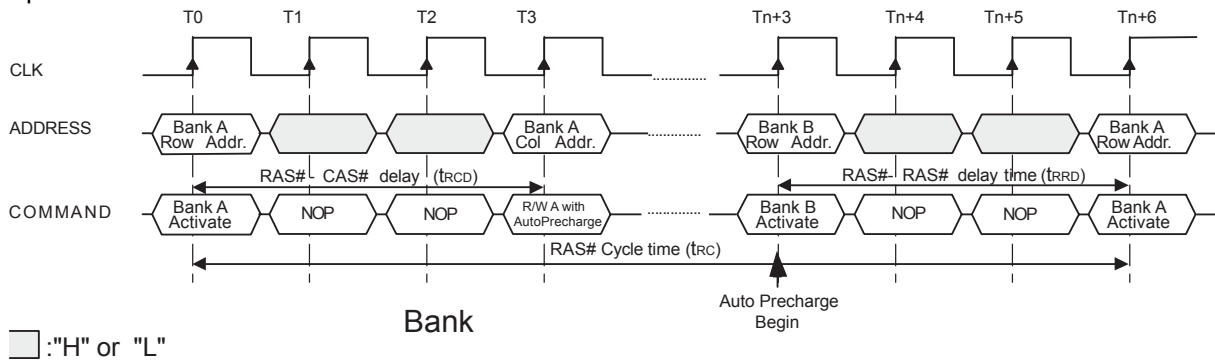 T0 T1 T2 T3 Tn+3 Tn+4 Tn+5 Tn+6
CLK
ADDRESS
Bank A
Row Addr.
Bank A
Col Addr.
Bank B
Row Addr.
Bank A
Row Addr.
RAS# - CAS# delay (tRCD)
RAS# - RAS# delay time (tRRD)
COMMAND
Bank A
Activate
NOP
NOP
R/W A with
AutoPrecharge
Bank B
Activate
NOP
NOP
Bank A
Activate
RAS# Cycle time (tRC)
Auto Precharge
Begin
Bank
:"H" or "L"